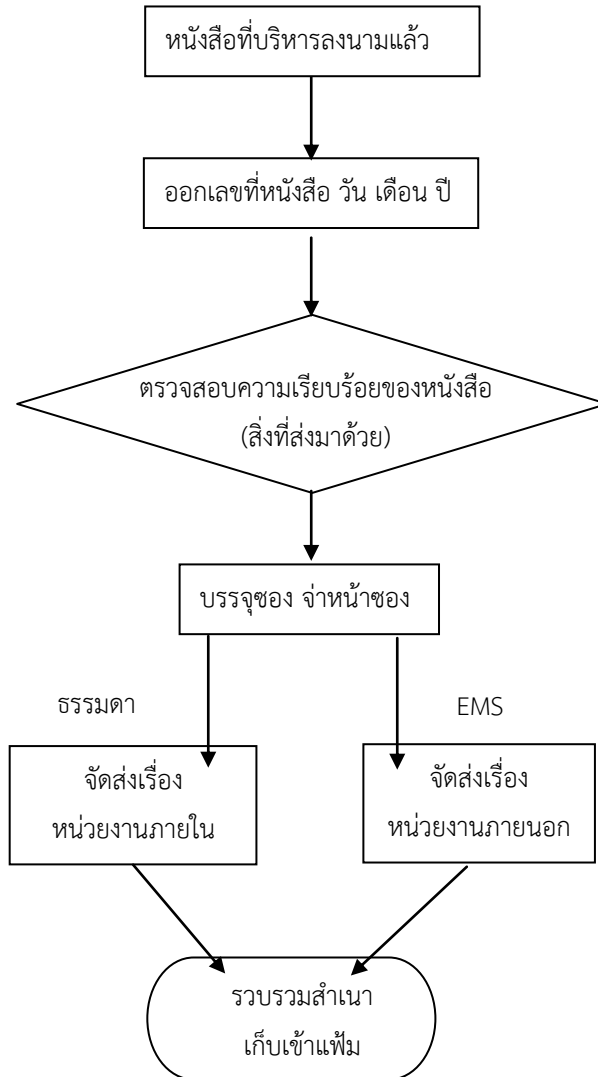 หนังสือที่บริหารลงนามแล้ว
ออกเลขที่หนังสือ วัน เดือน ปี
ตรวจสอบความเรียบร้อยของหนังสือ
(สิ่งที่ส่งมาด้วย)
บรรจุซอง จ่าหน้าซอง
ธรรมดา
EMS
จัดส่งเรื่อง
หน่วยงานภายใน
จัดส่งเรื่อง
หน่วยงานภายนอก
รวบรวมสำเนา
เก็บเข้าแฟ้ม